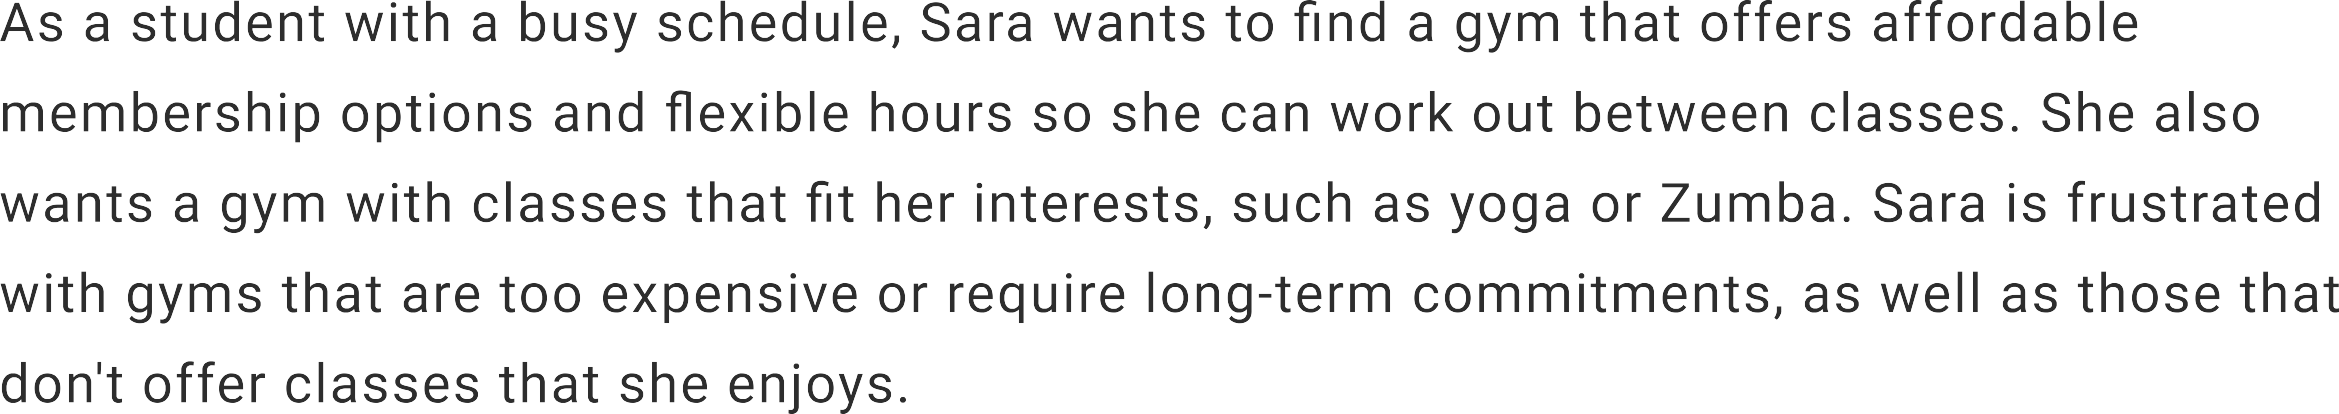 As a student with a busy schedule, Sara wants to find a gym that offers affordable
membership options and flexible hours so she can work out between classes. She also
wants a gym with classes that fit her interests, such as yoga or Zumba. Sara is frustrated
with gyms that are too expensive or require long-term commitments, as well as those that
don't offer classes that she enjoys.